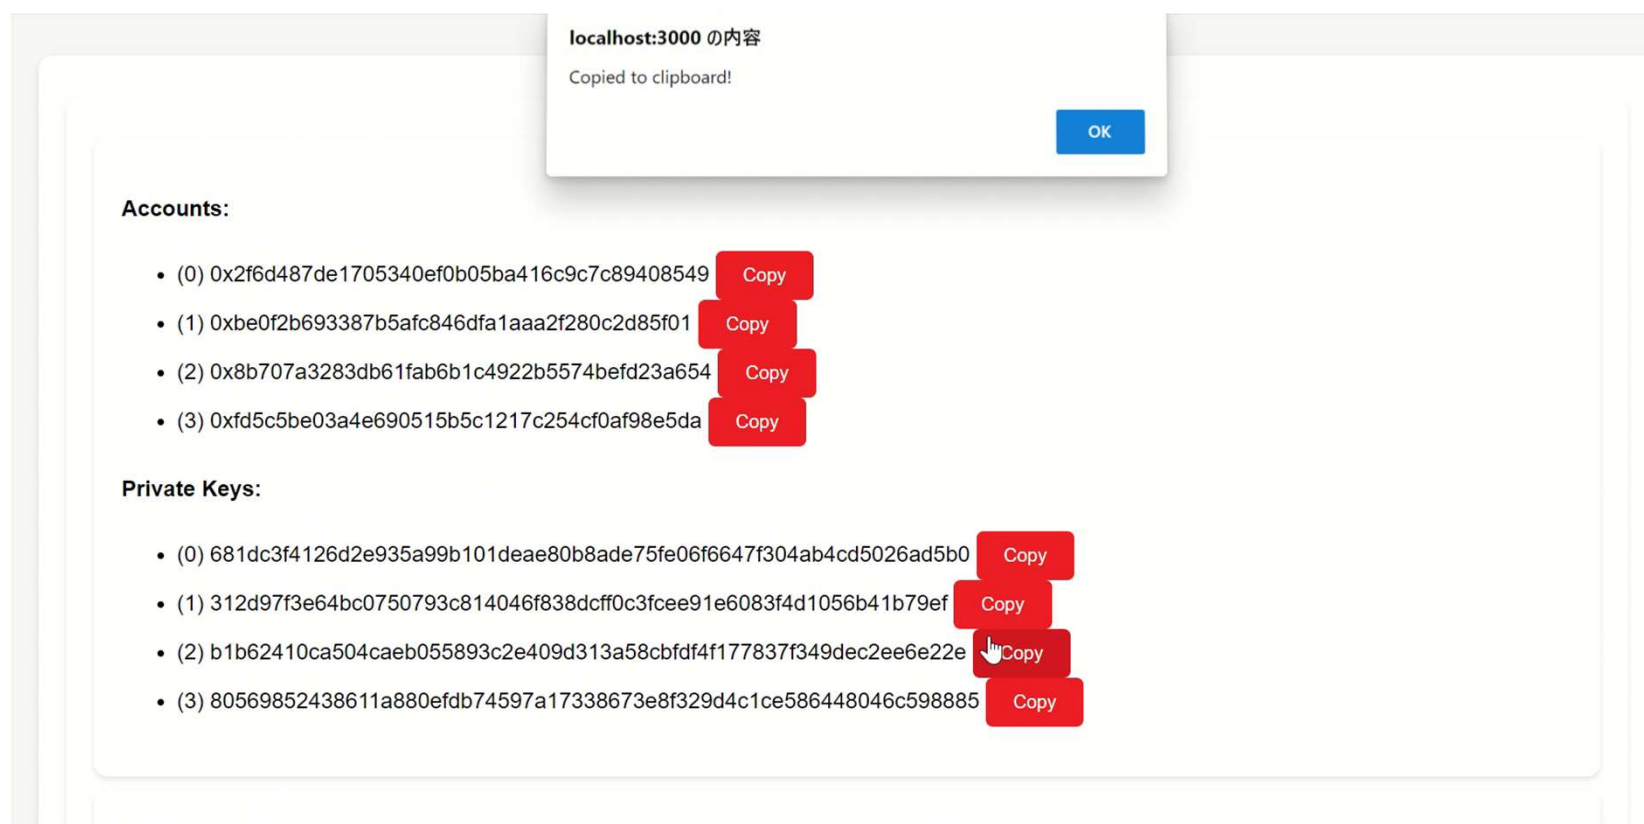 localhost:3000 の内容
Copied to clipboard!
OK
Accounts:
(0) 0x2f6d487de1705340ef0b05ba416c9c7c89408549 Copy
(1) 0xbe0f2b693387b5afc846dfa1aaa2f280c2d85f01 Copy
(2) 0x8b707a3283db61fab6b1c4922b5574befd23a654 Copy
(3) 0xfd5c5be03a4e690515b5c1217c254cf0af98e5da Copy
Private Keys:
(0) 681dc3f4126d2e935a99b101deae80b8ade75fe06f6647f304ab4cd5026ad5b0 Copy
(1) 312d97f3e64bc0750793c814046f838dcff0c3fcee91e6083f4d1056b41b79ef Copy
(2) b1b62410ca504caeb055893c2e409d313a58cbfdf4f177837f349dec2ee6e22e Copy
(3) 80569852438611a880efdb74597a17338673e8f329d4c1ce586448046c598885 Copy